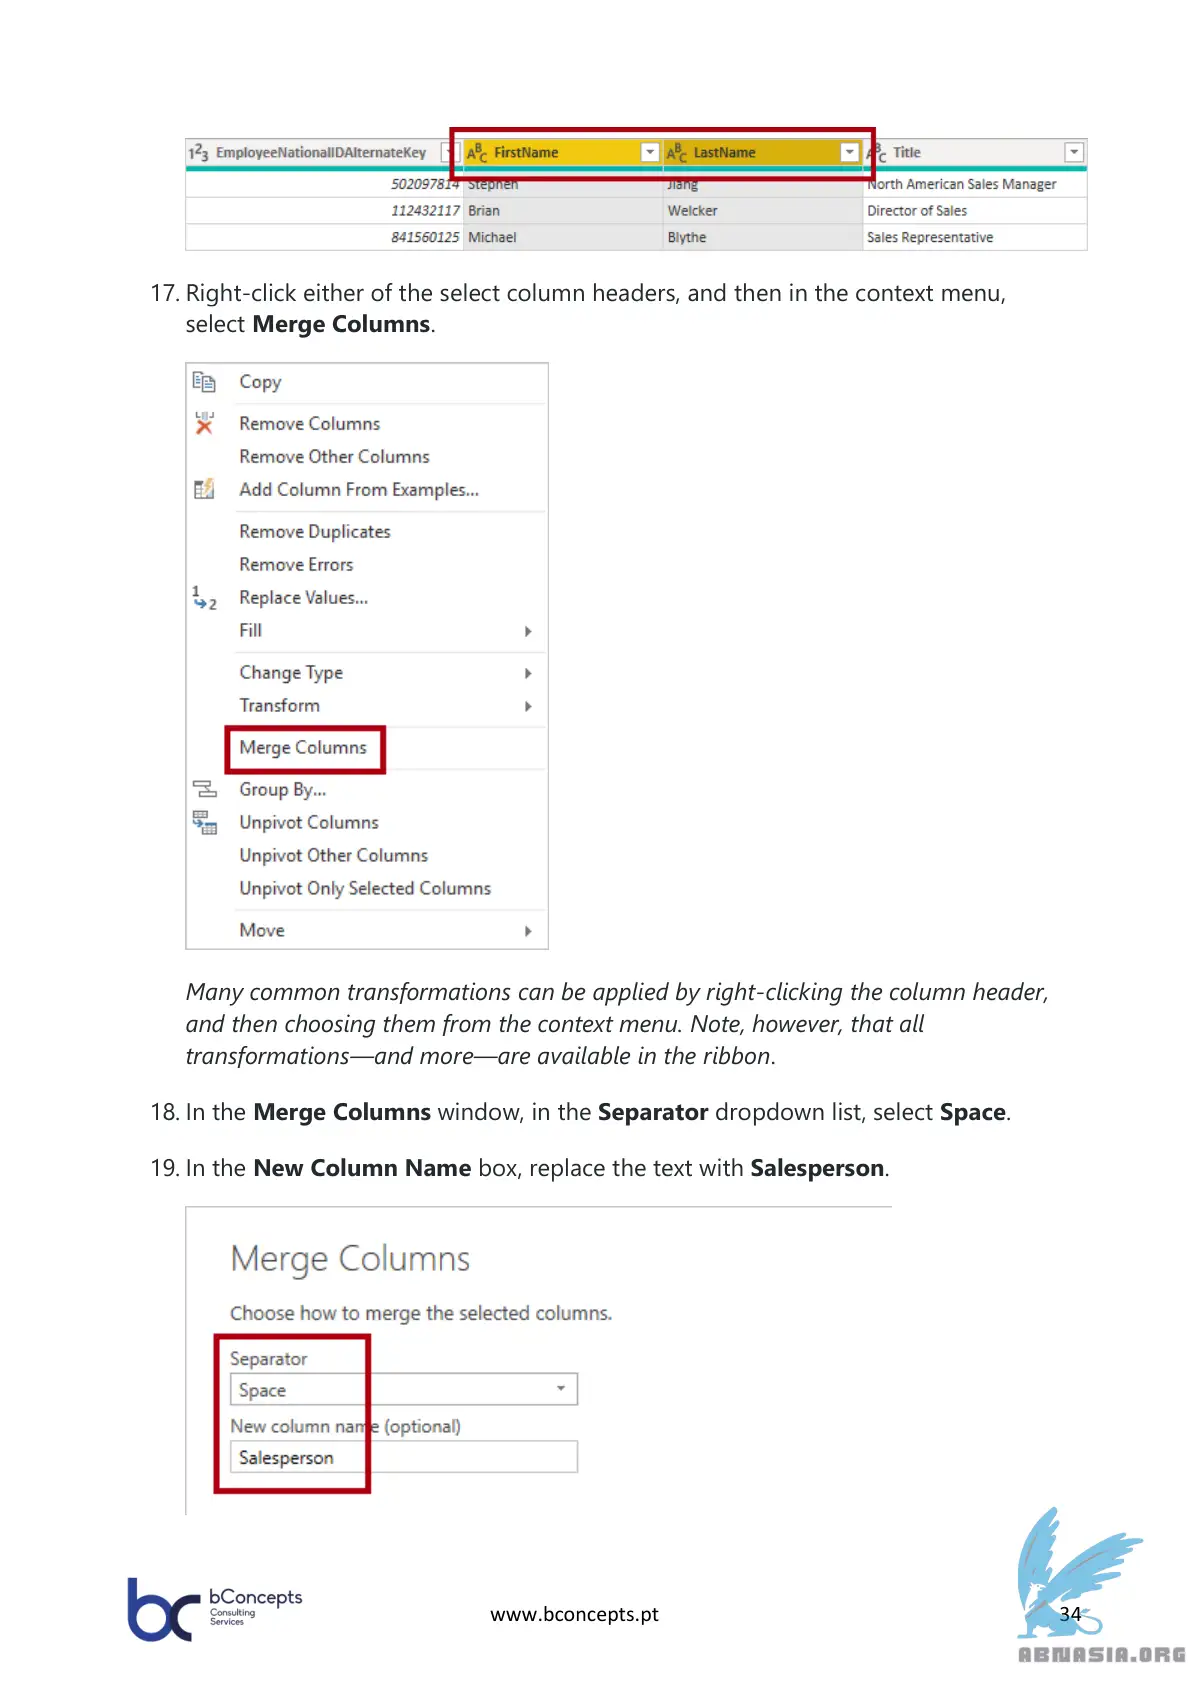 123 EmployeeNationalIDAlternateKey ABC FirstName ABC LastName ABC Title
502097814 Stephen Jiang North American Sales Manager
112432117 Brian Welcker Director of Sales
841560125 Michael Blythe Sales Representative
17. Right-click either of the select column headers, and then in the context menu,
select Merge Columns.
Copy
Remove Columns
Remove Other Columns
Add Column From Examples...
Remove Duplicates
Remove Errors
1 2 Replace Values...
Fill
Change Type
Transform
Merge Columns
Group By...
Unpivot Columns
Unpivot Other Columns
Unpivot Only Selected Columns
Move
Many common transformations can be applied by right-clicking the column header,
and then choosing them from the context menu. Note, however, that all
transformations—and more—are available in the ribbon.
18. In the Merge Columns window, in the Separator dropdown list, select Space.
19. In the New Column Name box, replace the text with Salesperson.
Merge Columns
Choose how to merge the selected columns.
Separator
Space
New column name (optional)
Salesperson
bc bConcepts
Consulting
Services
www.bconcepts.pt
34
ABNASIA.ORG